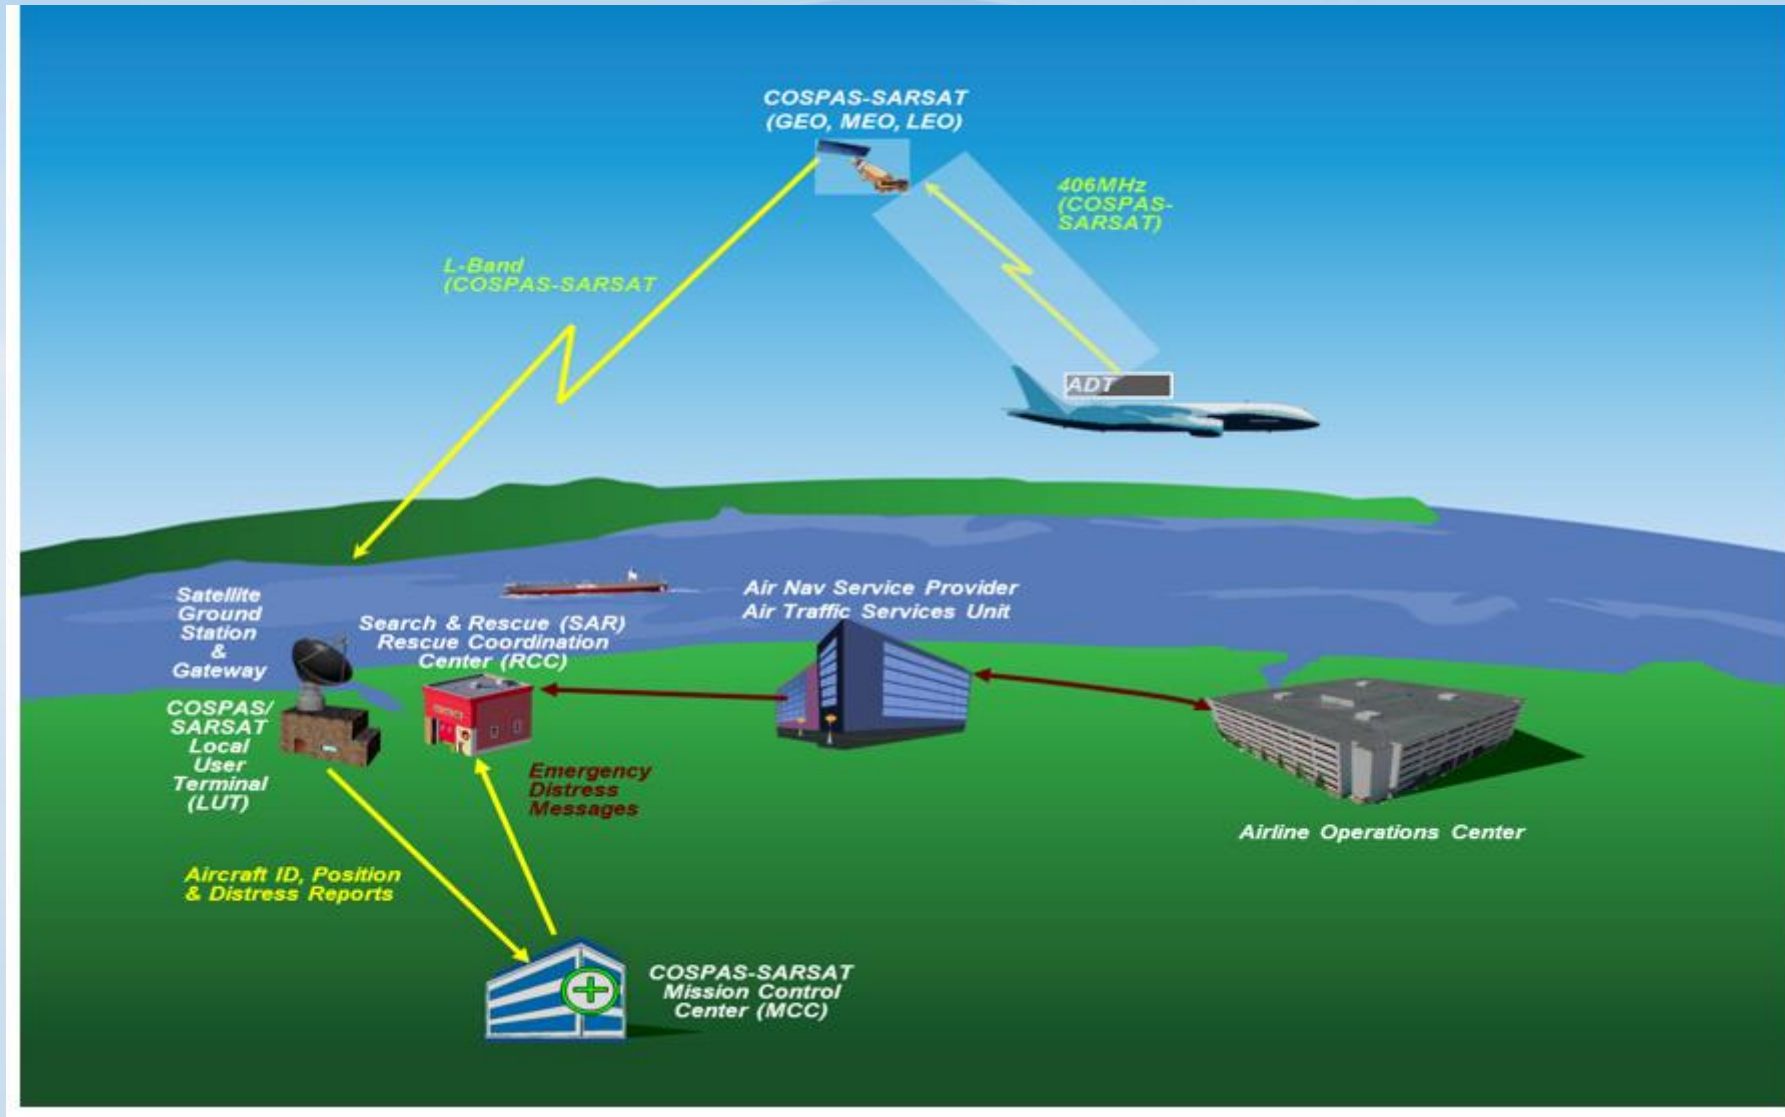 COSPAS-SARSAT
(GEO, MEO, LEO)
406MHz
(COSPAS-
SARSAT)
L-Band
(COSPAS-SARSAT
ADT
Satellite
Ground
Station
&
Gateway
COSPAS/
SARSAT
Local
User
Terminal
(LUT)
Search & Rescue (SAR)
Rescue Coordination
Center (RCC)
Air Nav Service Provider
Air Traffic Services Unit
Emergency
Distress
Messages
Airline Operations Center
Aircraft ID, Position
& Distress Reports
COSPAS-SARSAT
Mission Control
Center (MCC)